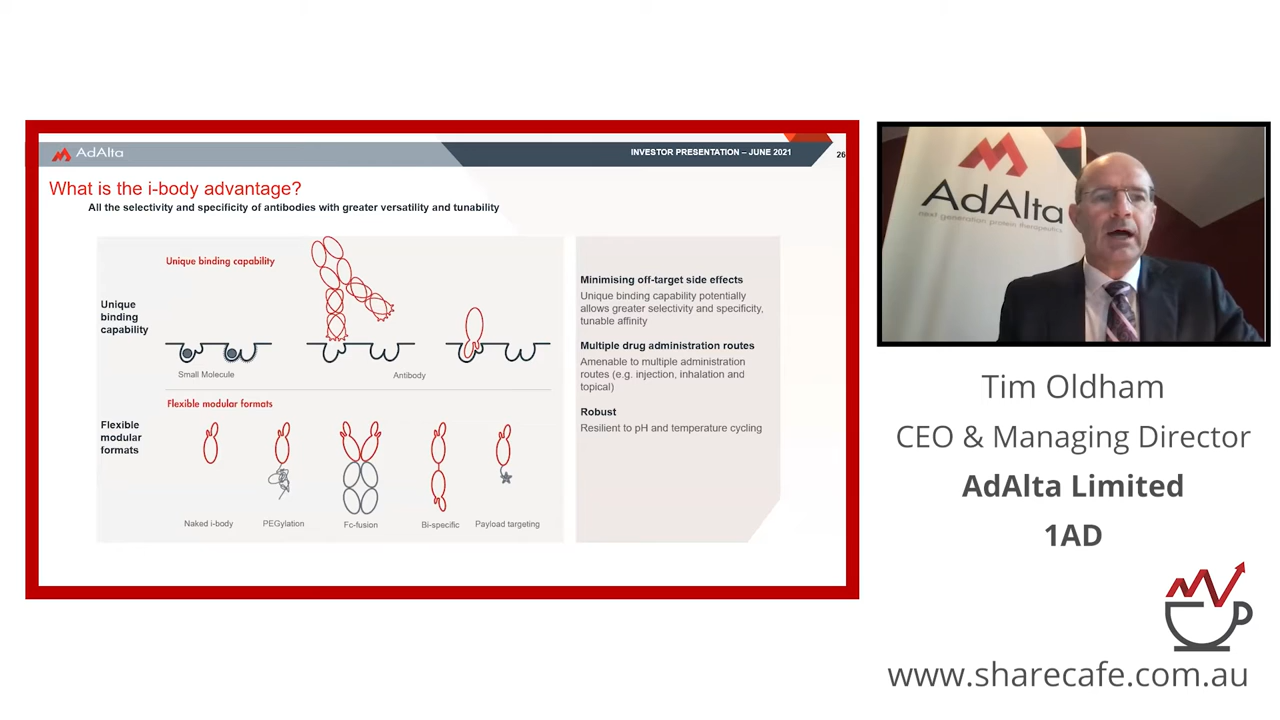 AdAlta
INVESTOR PRESENTATION – JUNE 2021
26
What is the i-body advantage?
All the selectivity and specificity of antibodies with greater versatility and tunability
Unique binding capability
Unique
binding
capability
Small Molecule
Antibody
Flexible modular formats
Flexible
modular
formats
Naked i-body
PEGylation
Fc-fusion
Bi-specific
Payload targeting
Minimising off-target side effects
Unique binding capability potentially
allows greater selectivity and specificity,
tunable affinity
Multiple drug administration routes
Amenable to multiple administration
routes (e.g. injection, inhalation and
topical)
Robust
Resilient to pH and temperature cycling
AdAlta
next generation protein therapeutics
Tim Oldham
CEO & Managing Director
AdAlta Limited
1AD
www.sharecafe.com.au